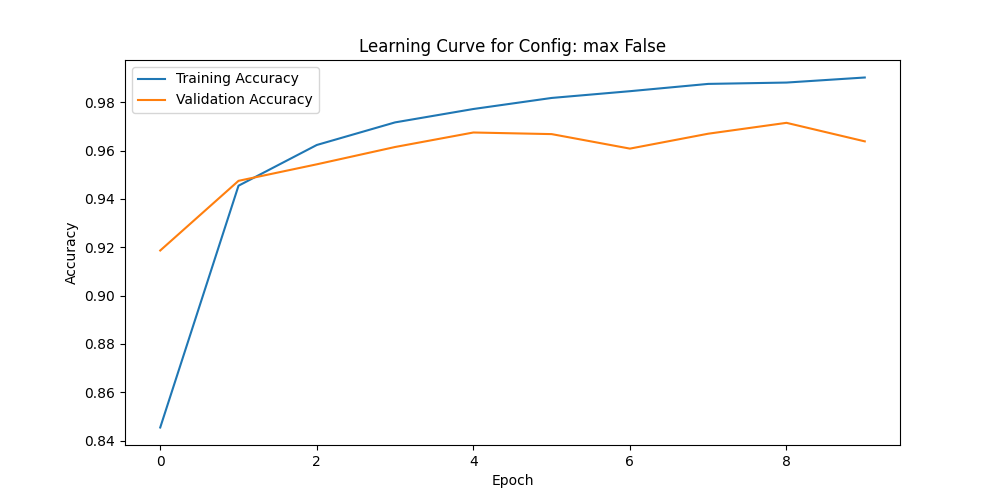 Learning Curve for Config: max False
Training Accuracy
Validation Accuracy
Accuracy
0.98
0.96
0.94
0.92
0.90
0.88
0.86
0.84
0 2 4 6 8
Epoch